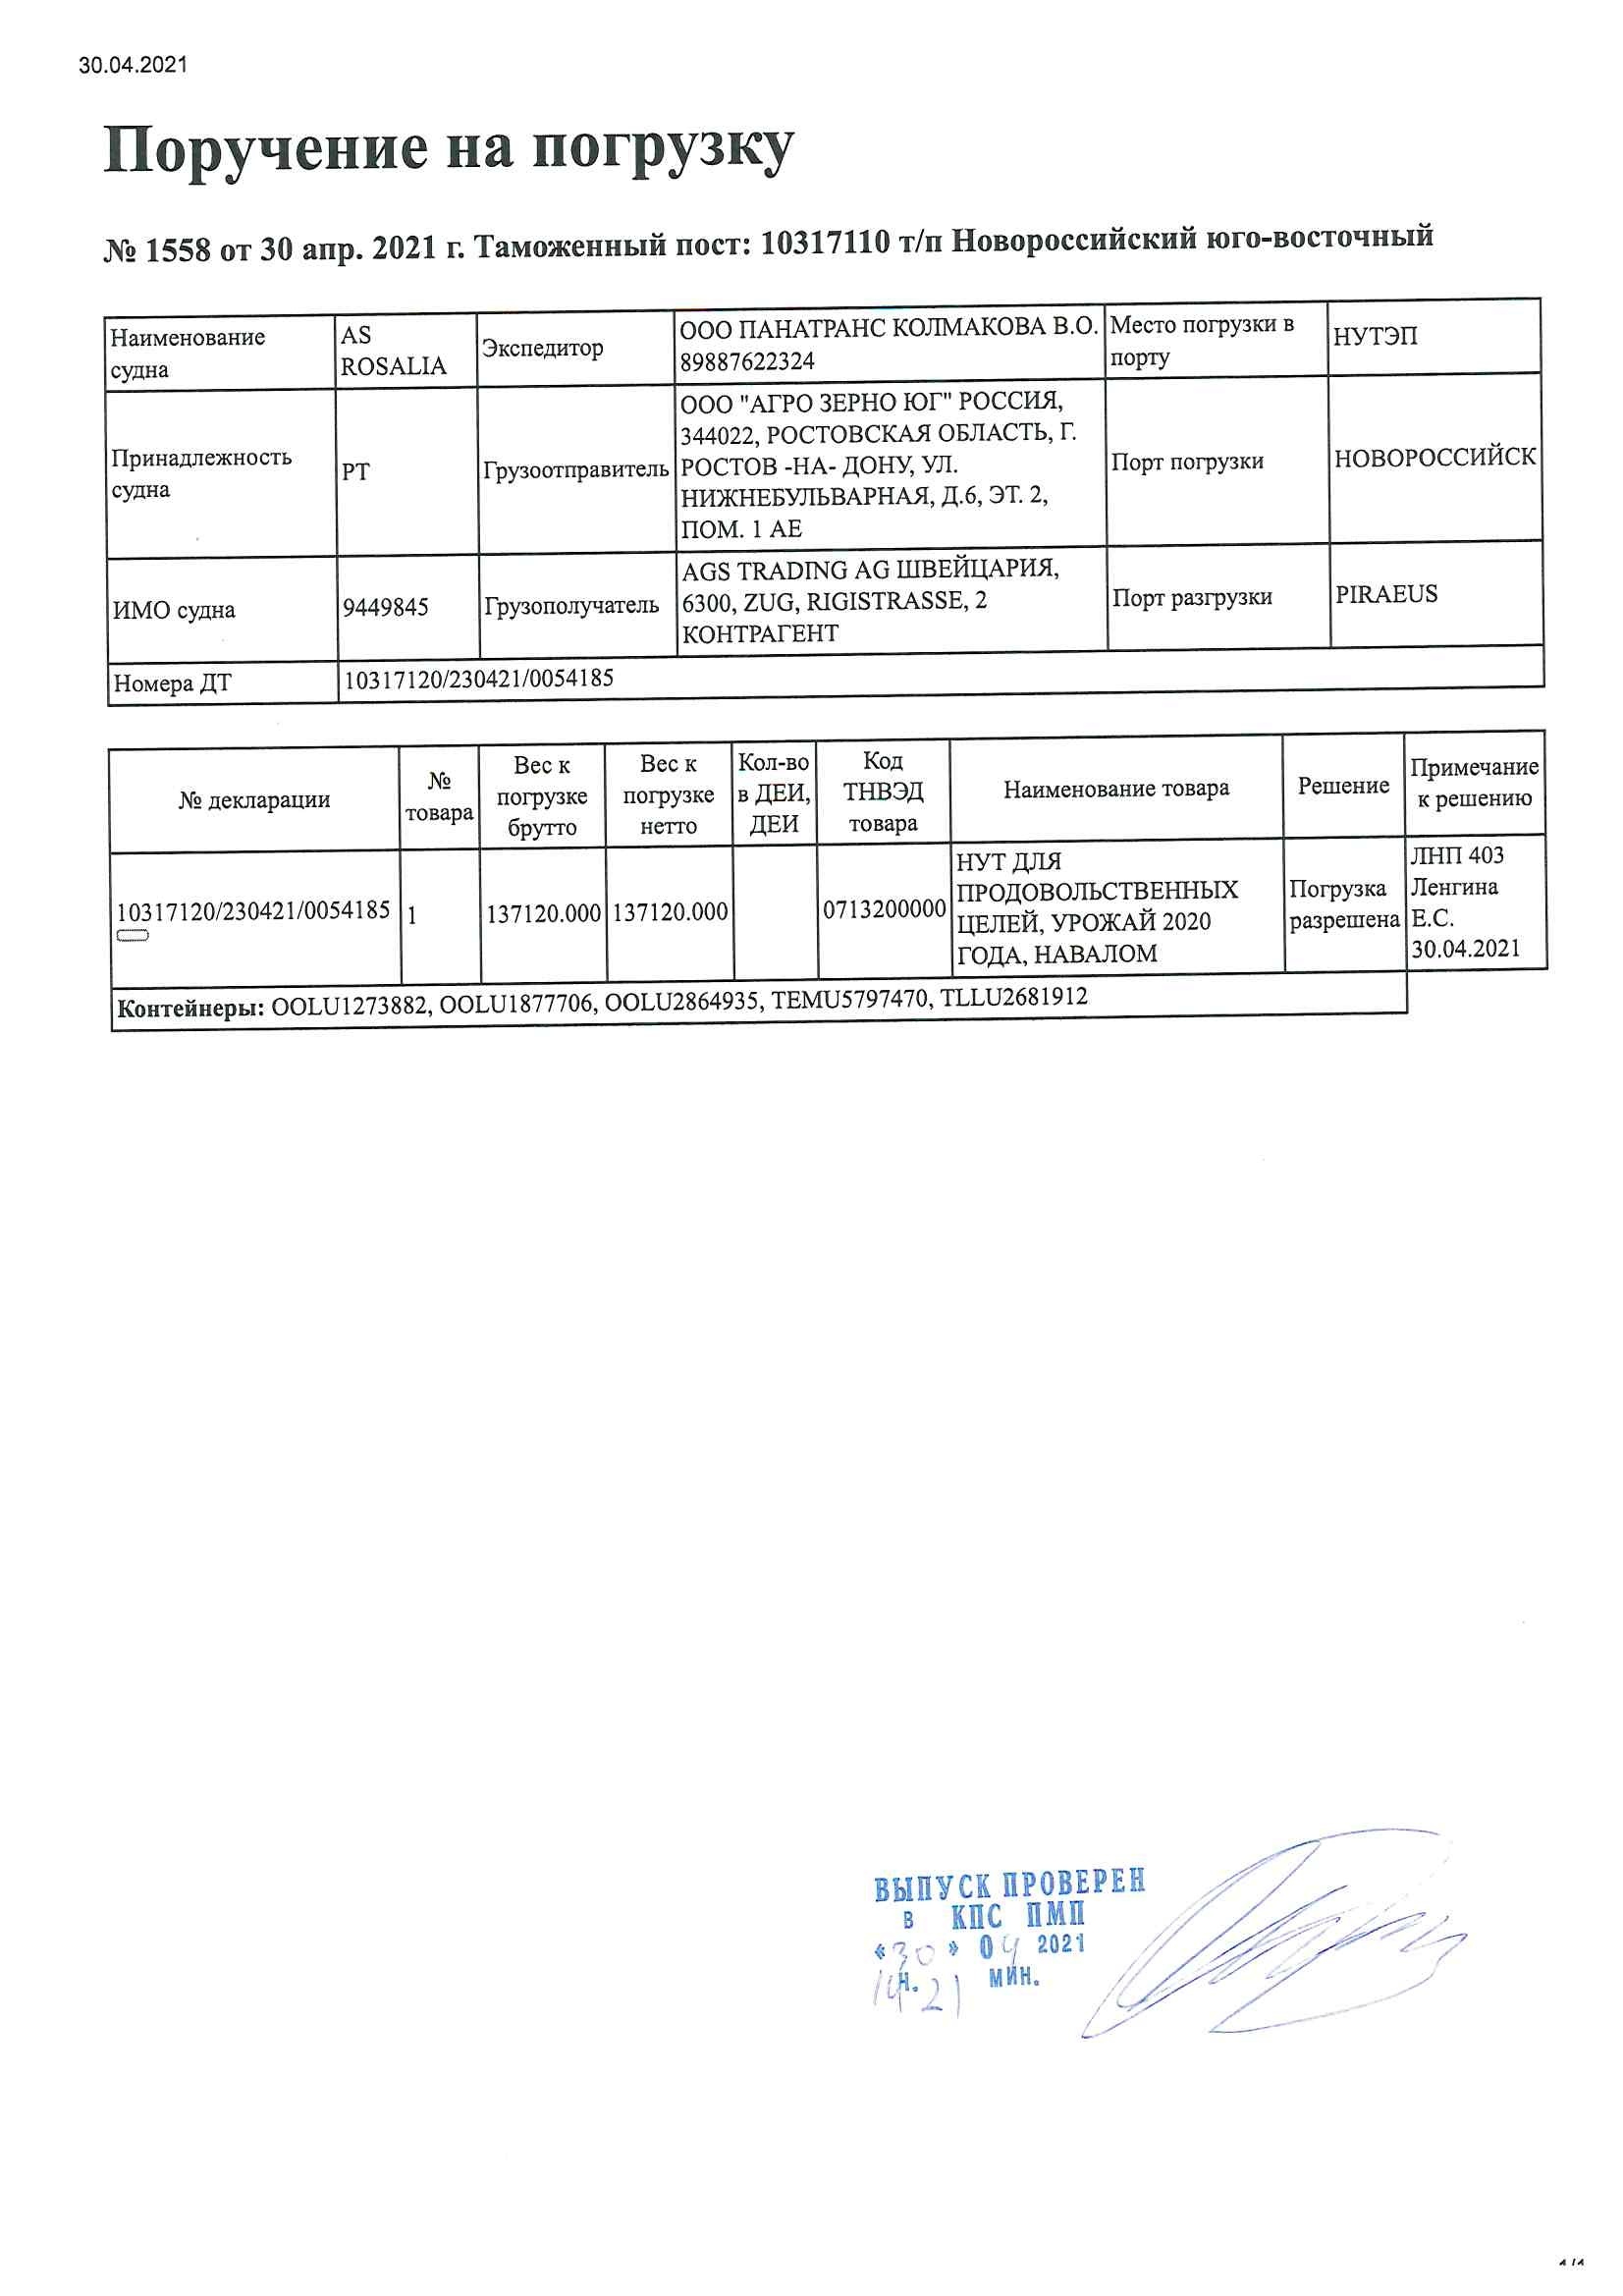 30.04.2021
Поручение на погрузку
№ 1558 от 30 апр. 2021 г. Таможенный пост: 10317110 т/п Новороссийский юго-восточный
Наименование
судна
AS
ROSALIA
Экспедитор
ООО ПАНАТРАНС КОЛМАКОВА В.О.
89887622324
Место погрузки в
порту
НУТЭП
Принадлежность
судна
PT
Грузоотправитель
ООО "АГРО ЗЕРНО ЮГ" РОССИЯ,
344022, РОСТОВСКАЯ ОБЛАСТЬ, Г.
РОСТОВ -НА- ДОНУ, УЛ.
НИЖНЕБУЛЬВАРНАЯ, Д.6, ЭТ. 2,
ПОМ. 1 АЕ
Порт погрузки
НОВОРОССИЙСК
ИМО судна
9449845
Грузополучатель
AGS TRADING AG ШВЕЙЦАРИЯ,
6300, ZUG, RIGISTRASSE, 2
КОНТРАГЕНТ
Порт разгрузки
PIRAEUS
Номера ДТ
10317120/230421/0054185
№ декларации
№
товара
Вес к
погрузке
брутто
Вес к
погрузке
нетто
Кол-во
в ДЕИ,
ДЕИ
Код
ТНВЭД
товара
Наименование товара
Решение
Примечание
к решению
10317120/230421/0054185
1
137120.000
137120.000
0713200000
НУТ ДЛЯ
ПРОДОВОЛЬСТВЕННЫХ
ЦЕЛЕЙ, УРОЖАЙ 2020
ГОДА, НАВАЛОМ
Погрузка
разрешена
ЛНП 403
Ленгина
Е.С.
30.04.2021
Контейнеры: OOLU1273882, OOLU1877706, OOLU2864935, TEMU5797470, TLLU2681912
ВЫПУСК ПРОВЕРЕН
в КПС ПМП
«30» 04 2021
14 Ч. 21 МИН.